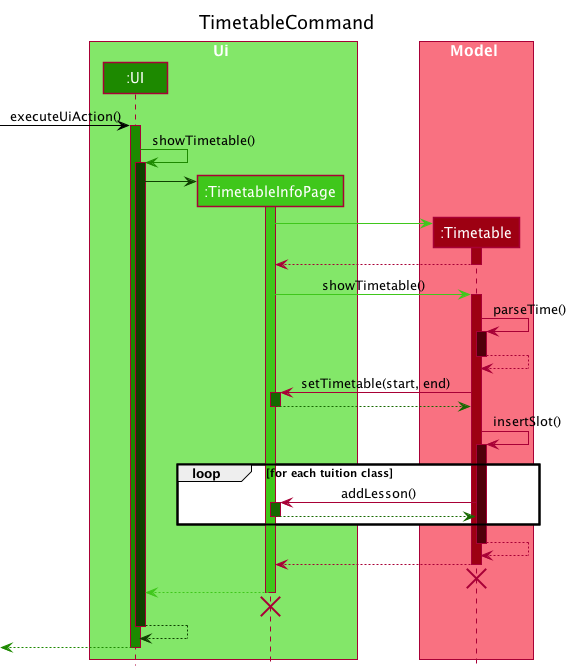 TimetableCommand
Ui
Model
:UI
executeUiAction()
showTimetable()
:TimetableInfoPage
:Timetable
showTimetable()
parseTime()
setTimetable(start, end)
insertSlot()
loop [for each tuition class]
addLesson()